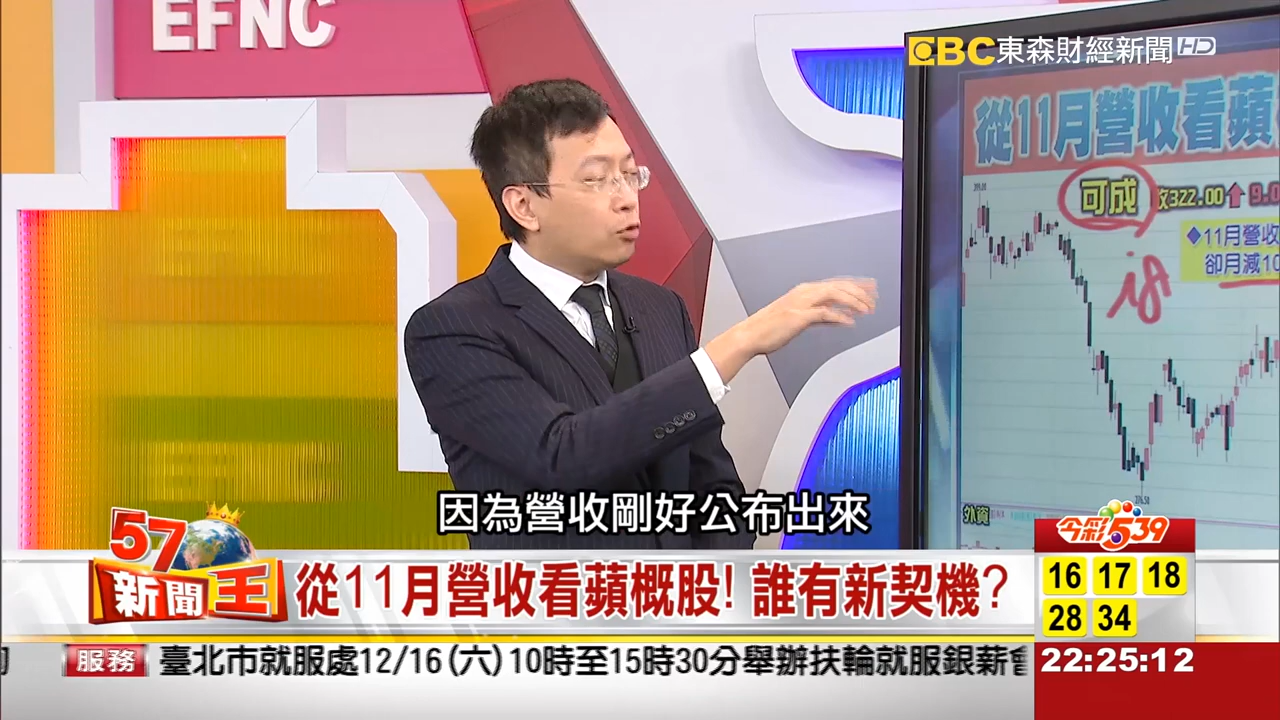 EFNC
EBC東森財經新聞HD
從11月營收看蘋
可成 收322.00 9.0
◆11月營收
卻月減10
外資
因為營收剛好公布出來
57
新聞王
從11月營收看蘋概股!誰有新契機?
今彩539
16 17 18
28 34
服務 臺北市就服處12/16(六)10時至15時30分舉辦扶輪就服銀薪會
22:25:12